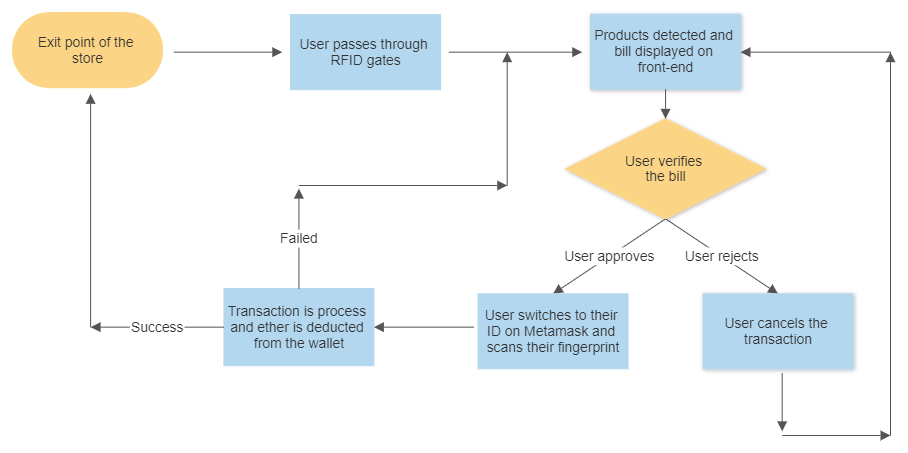 Exit point of the
store
User passes through
RFID gates
Products detected and
bill displayed on
front-end
User verifies
the bill
Failed
User approves
User rejects
Transaction is process
and ether is deducted
from the wallet
Success
User switches to their
ID on Metamask and
scans their fingerprint
User cancels the
transaction